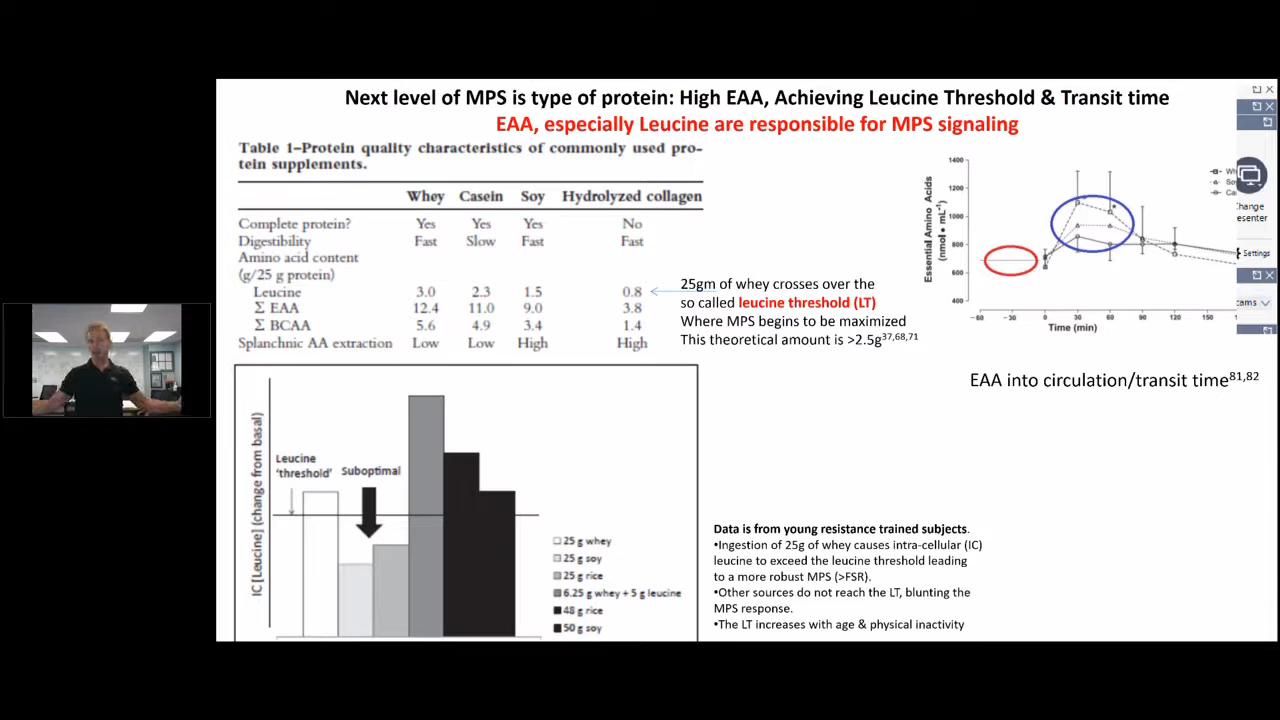 Next level of MPS is type of protein: High EAA, Achieving Leucine Threshold & Transit time
EAA, especially Leucine are responsible for MPS signaling
Table 1–Protein quality characteristics of commonly used pro-
tein supplements.
Whey Casein Soy Hydrolyzed collagen
Complete protein? Yes Yes Yes No
Digestibility Fast Slow Fast Fast
Amino acid content
(g/25 g protein)
Leucine 3.0 2.3 1.5 0.8
Σ EAA 12.4 11.0 9.0 3.8
Σ BCAA 5.6 4.9 3.4 1.4
Splanchnic AA extraction Low Low High High
25gm of whey crosses over the
so called leucine threshold (LT)
Where MPS begins to be maximized
This theoretical amount is >2.5g37,68,71
Essential Amino Acids
(nmol • mL-1)
1400
1200
1000
800
600
400
-60 -30 0 30 60 90 120 150
Time (min)
Wh
So
Ca
Change
resenter
Settings
cams
EAA into circulation/transit time81,82
IC [Leucine] (change from basal)
Leucine
'threshold'
Suboptimal
25 g whey
25 g soy
25 g rice
6.25 g whey + 5 g leucine
48 g rice
50 g soy
Data is from young resistance trained subjects.
•Ingestion of 25g of whey causes intra-cellular (IC)
leucine to exceed the leucine threshold leading
to a more robust MPS (>FSR).
•Other sources do not reach the LT, blunting the
MPS response.
•The LT increases with age & physical inactivity